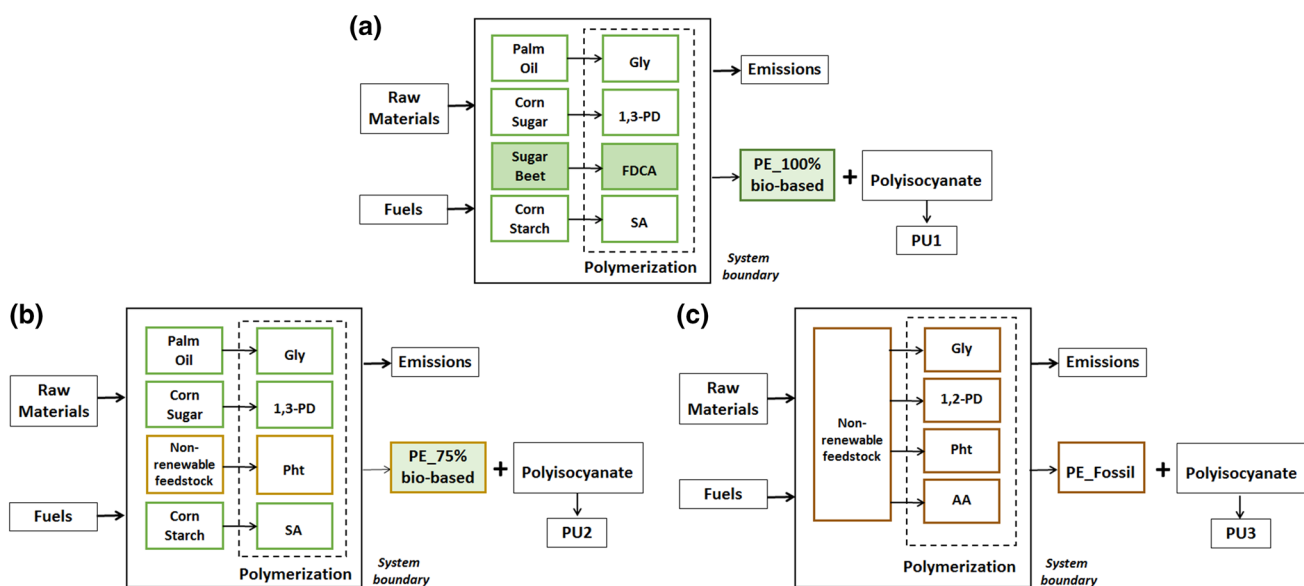 (a)
Raw
Materials
Fuels
Palm
Oil
Gly
Corn
Sugar
1,3-PD
Sugar
Beet
FDCA
Corn
Starch
SA
Polymerization
System
boundary
Emissions
PE_100%
bio-based
+
Polyisocyanate
PU1
(b)
Raw
Materials
Fuels
Palm
Oil
Gly
Corn
Sugar
1,3-PD
Non-
renewable
feedstock
Pht
Corn
Starch
SA
Polymerization
System
boundary
Emissions
PE_75%
bio-based
+
Polyisocyanate
PU2
(c)
Raw
Materials
Fuels
Non-
renewable
feedstock
Gly
1,2-PD
Pht
AA
Polymerization
System
boundary
Emissions
PE_Fossil
+
Polyisocyanate
PU3